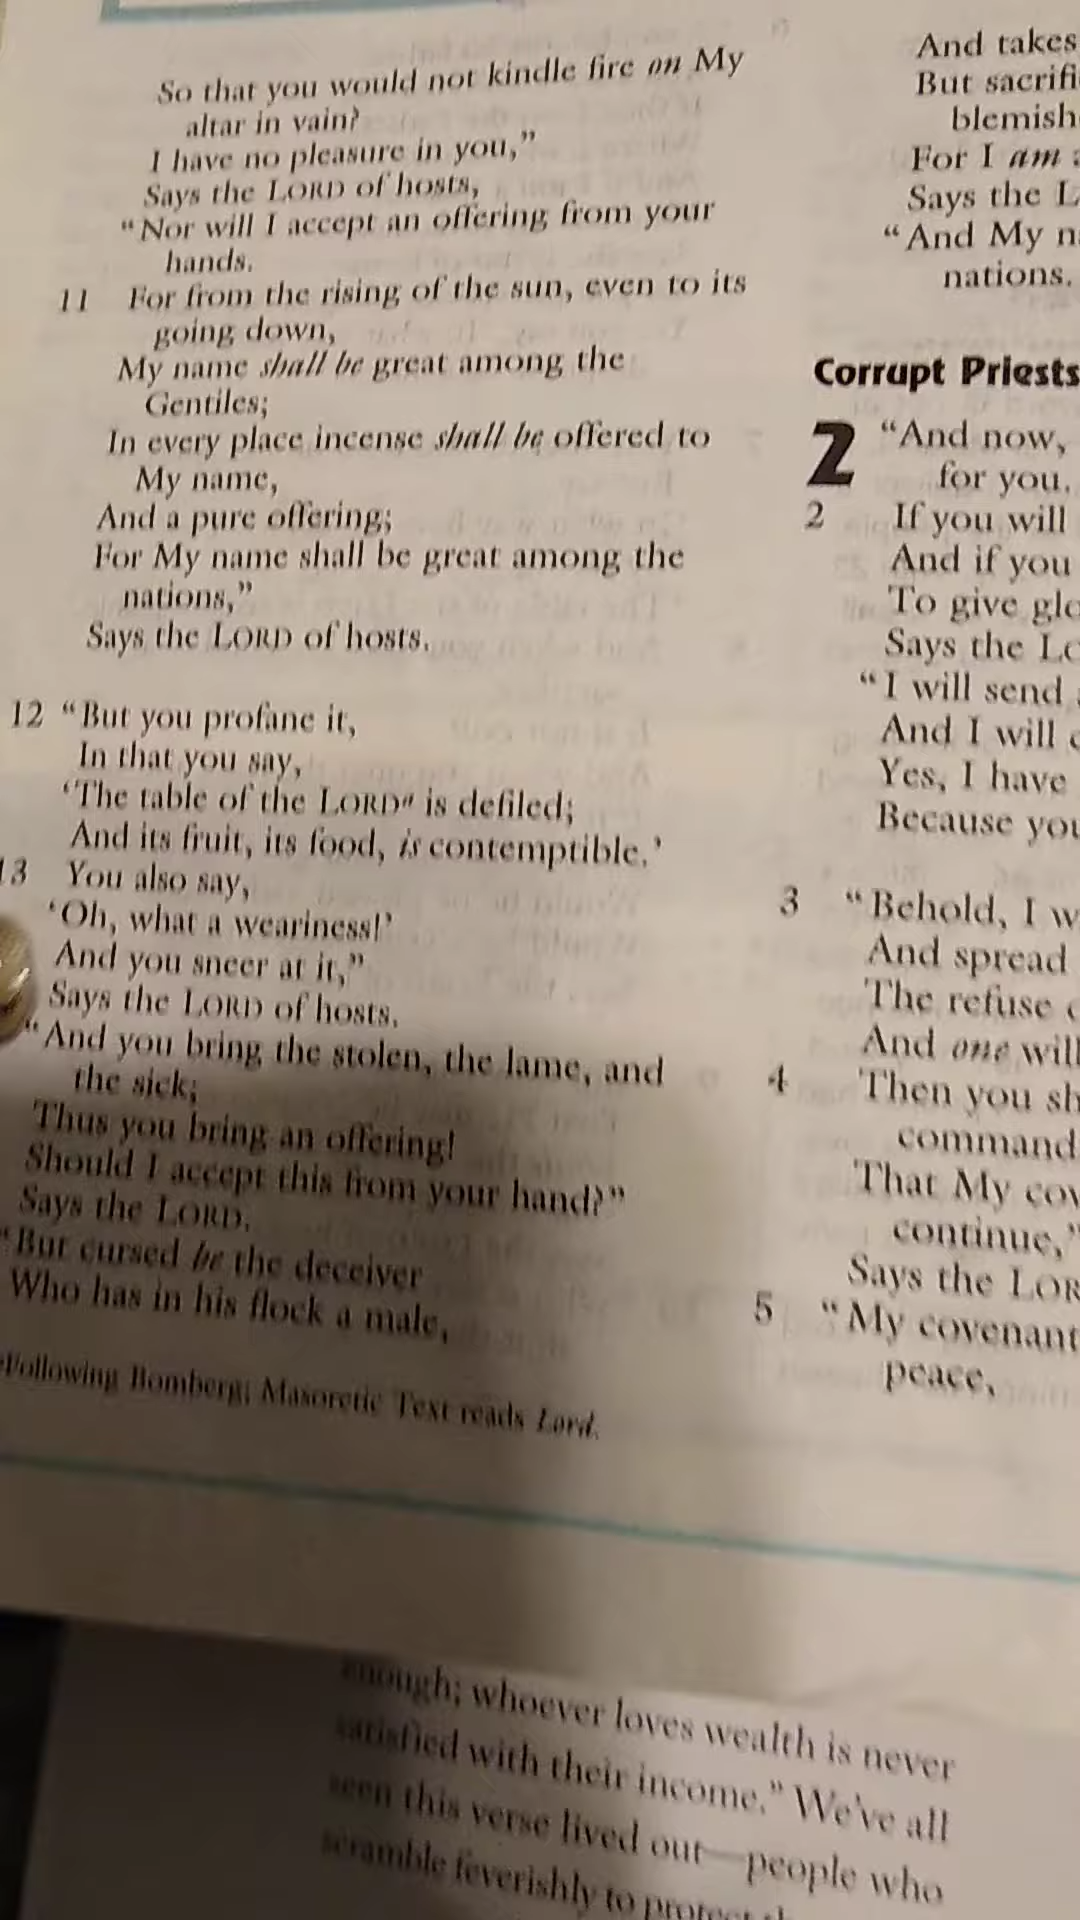 So that you would not kindle fire on My
altar in vain?
I have no pleasure in you,”
Says the LORD of hosts,
“Nor will I accept an offering from your
hands.
11 For from the rising of the sun, even to its
going down,
My name shall be great among the
Gentiles;
In every place incense shall be offered to
My name,
And a pure offering;
For My name shall be great among the
nations,”
Says the LORD of hosts.
12 “But you profane it,
In that you say,
‘The table of the LORDa is defiled;
And its fruit, its food, is contemptible.’
13 You also say,
‘Oh, what a weariness!’
And you sneer at it,”
Says the LORD of hosts.
“And you bring the stolen, the lame, and
the sick;
Thus you bring an offering!
Should I accept this from your hand?”
Says the LORD.
“But cursed be the deceiver
Who has in his flock a male,
aFollowing Bomberg; Masoretic Text reads Lord.
And takes
But sacrifi
blemish
For I am
Says the L
“And My n
nations.
Corrupt Priests
2 “And now,
for you.
2 If you will
And if you
To give glo
Says the Lo
“I will send
And I will c
Yes, I have
Because you
3 “Behold, I w
And spread
The refuse
And one will
4 Then you sh
command
That My cov
continue,”
Says the LOR
5 “My covenant
peace,
enough; whoever loves wealth is never
satisfied with their income.” We've all
seen this verse lived out—people who
scramble feverishly to protect